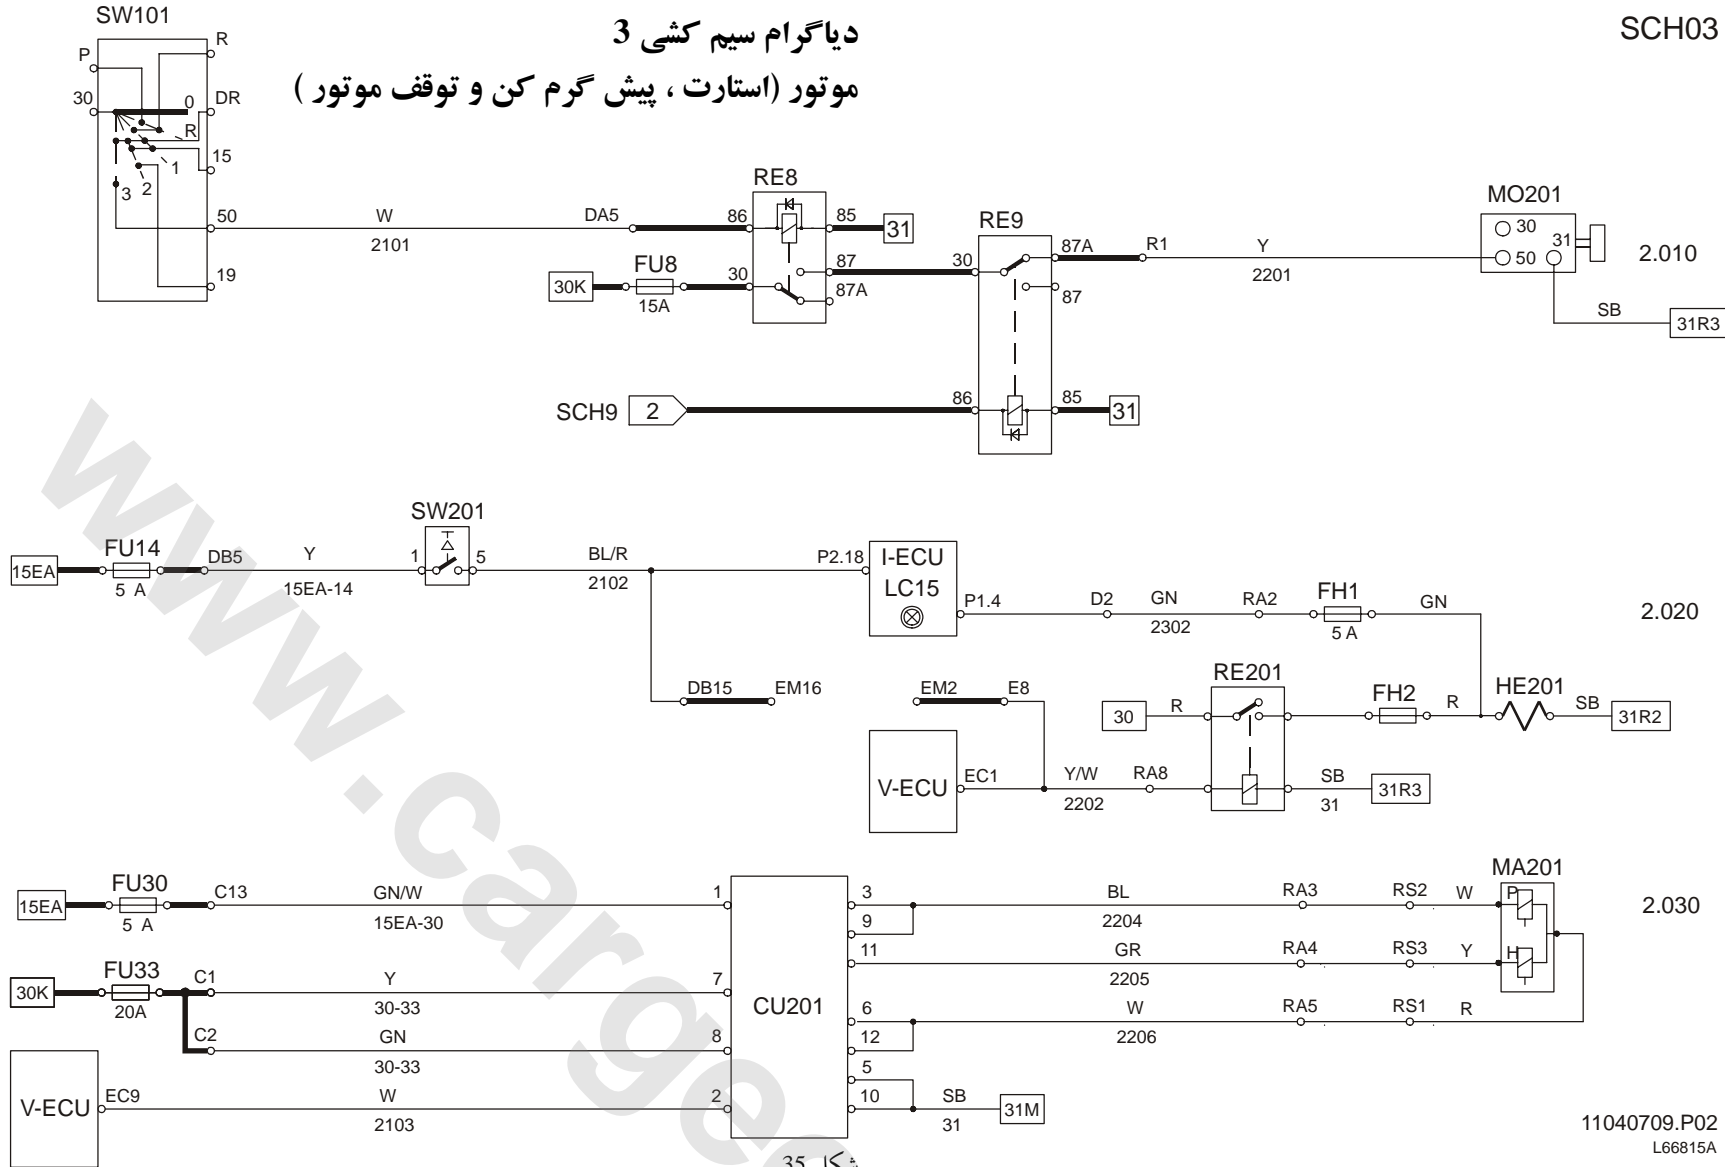 SW101
دیاگرام سیم کشی 3
SCH03
موتور (استارت ، پیش گرم کن و توقف موتور )
P
R
30
0
DR
R
15
1
2
3
50
W
2101
DA5
19
RE8
86
85
31
30K
FU8
15A
30
87
87A
RE9
30
87A
87
R1
Y
2201
MO201
30
31
50
2.010
SB
31R3
SCH9
2
86
85
31
15EA
FU14
5 A
DB5
Y
15EA-14
SW201
1
5
BL/R
2102
P2.18
I-ECU
LC15
P1.4
D2
GN
2302
RA2
FH1
5 A
GN
2.020
DB15
EM16
EM2
E8
RE201
30
R
FH2
R
HE201
SB
31R2
V-ECU
EC1
Y/W
2202
RA8
SB
31
31R3
15EA
FU30
5 A
C13
GN/W
15EA-30
1
3
9
BL
2204
RA3
RS2
W
MA201
P
2.030
11
GR
2205
RA4
RS3
Y
H
30K
FU33
20A
C1
Y
30-33
7
CU201
6
W
2206
RA5
RS1
R
C2
GN
30-33
8
12
5
V-ECU
EC9
W
2103
2
10
SB
31
31M
11040709.P02
L66815A
شکل 35